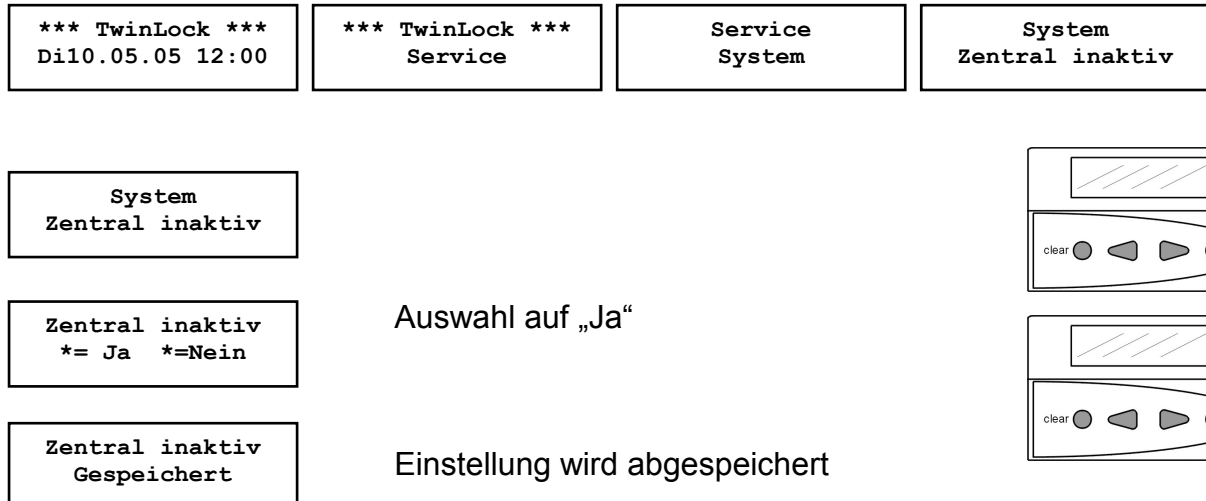 *** TwinLock ***
Di10.05.05 12:00
*** TwinLock ***
Service
Service
System
System
Zentral inaktiv
System
Zentral inaktiv
clear
Zentral inaktiv
*= Ja *=Nein
Auswahl auf „Ja“
clear
Zentral inaktiv
Gespeichert
Einstellung wird abgespeichert